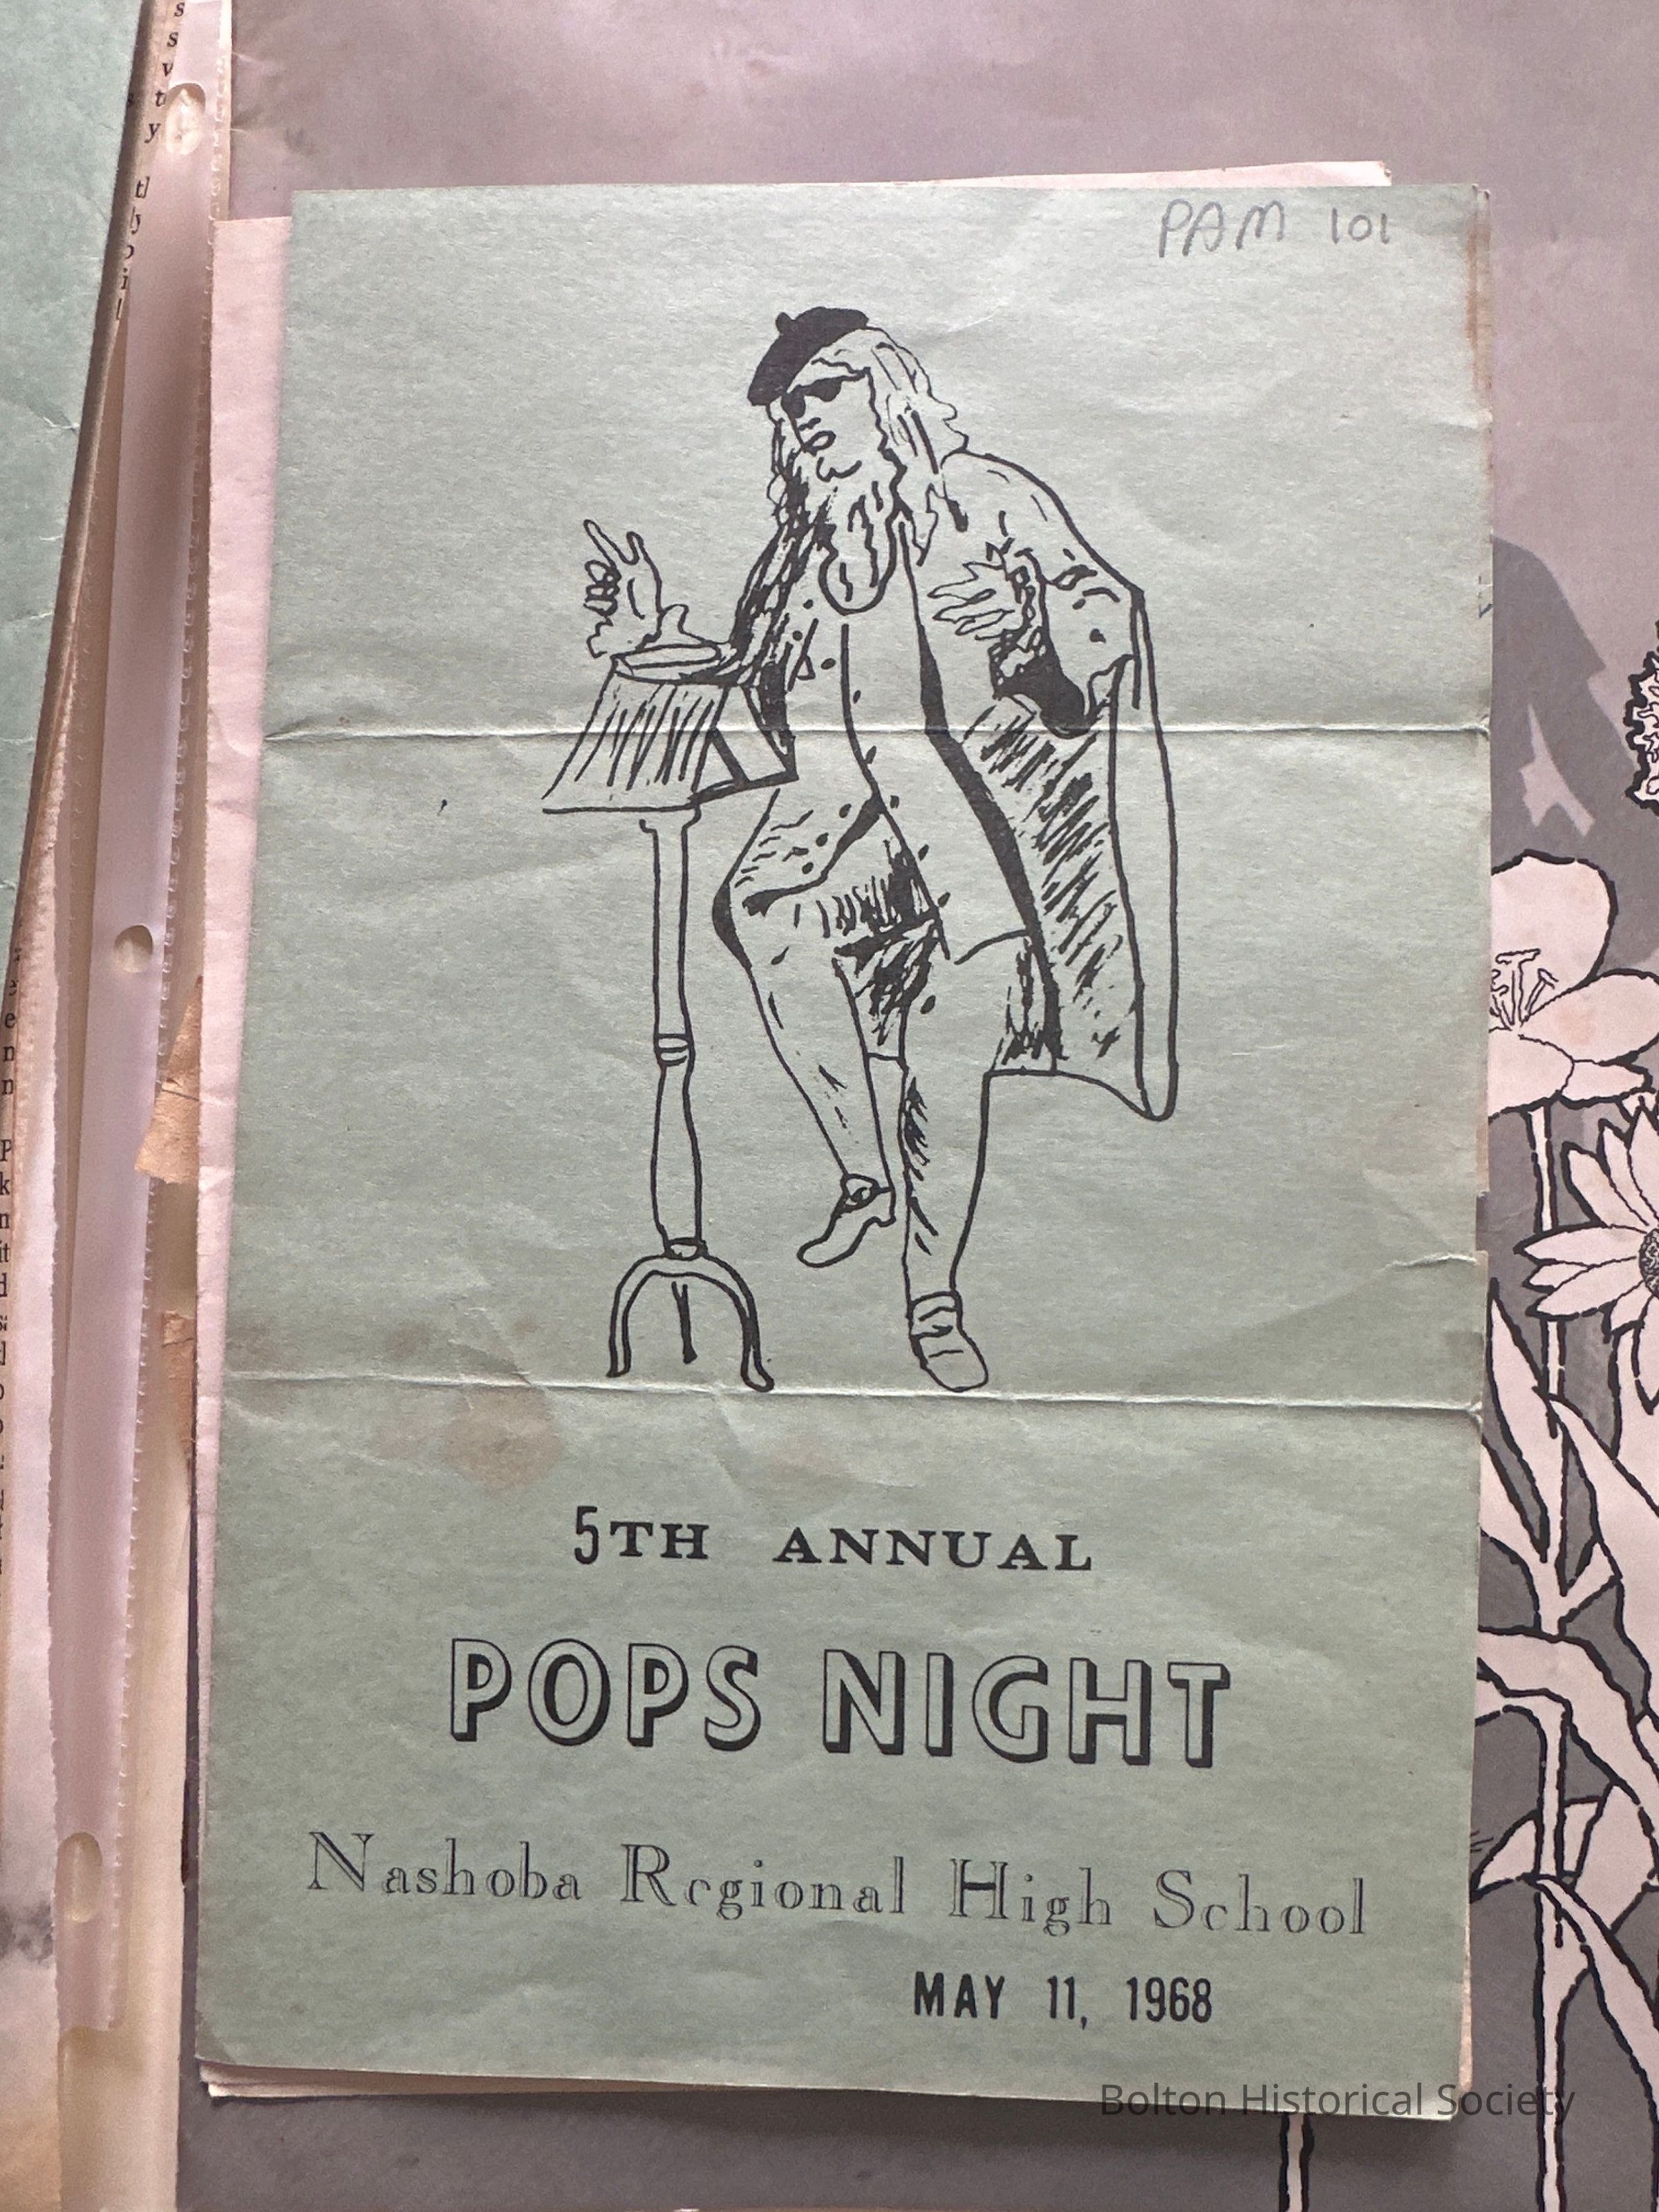 PAM 101
5TH ANNUAL
POPS NIGHT
Nashoba Regional High School
MAY 11, 1968
Bolton Historical Society